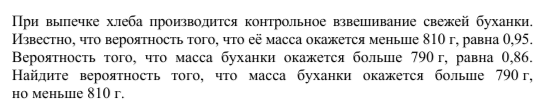 При выпечке хлеба производится контрольное взвешивание свежей буханки.
Известно, что вероятность того, что её масса окажется меньше 810 г, равна 0,95.
Вероятность того, что масса буханки окажется больше 790 г, равна 0,86.
Найдите вероятность того, что масса буханки окажется больше 790 г,
но меньше 810 г.